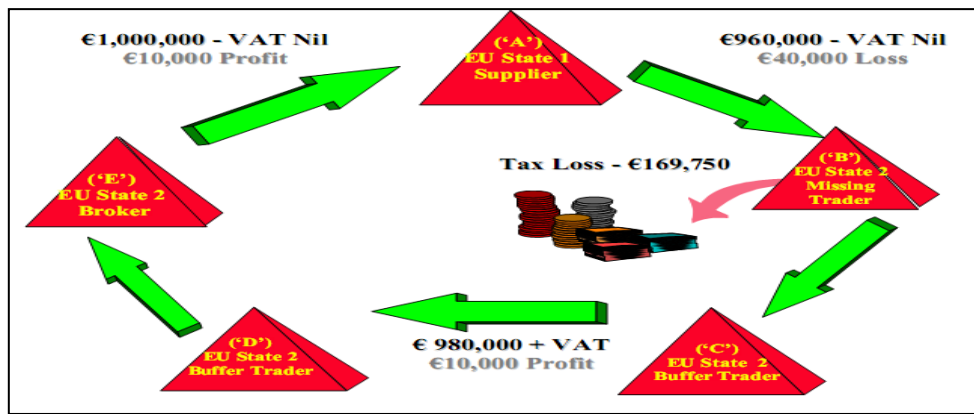 €1,000,000 - VAT Nil
€10,000 Profit
('A')
EU State 1
Supplier
€960,000 - VAT Nil
€40,000 Loss
Tax Loss - €169,750
('B')
EU State 2
Missing
Trader
('E')
EU State 2
Broker
('D')
EU State 2
Buffer Trader
€ 980,000 + VAT
€10,000 Profit
('C')
EU State 2
Buffer Trader